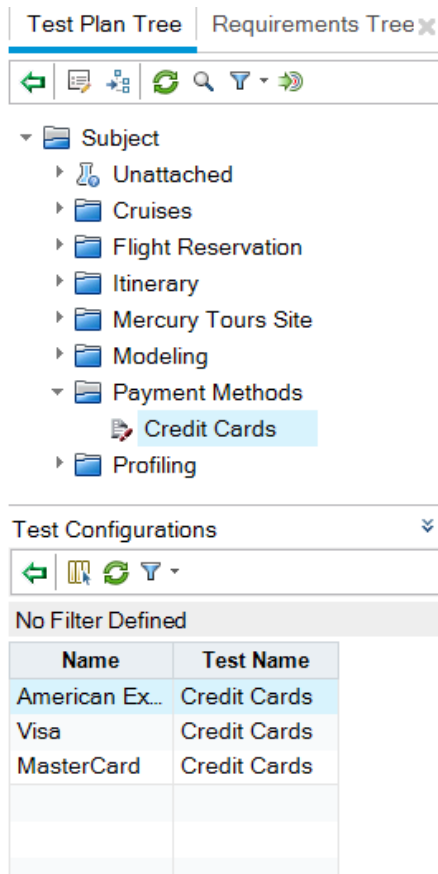 Test Plan Tree Requirements Tree
Subject
Unattached
Cruises
Flight Reservation
Itinerary
Mercury Tours Site
Modeling
Payment Methods
Credit Cards
Profiling
Test Configurations
No Filter Defined
Name Test Name
American Ex... Credit Cards
Visa Credit Cards
MasterCard Credit Cards